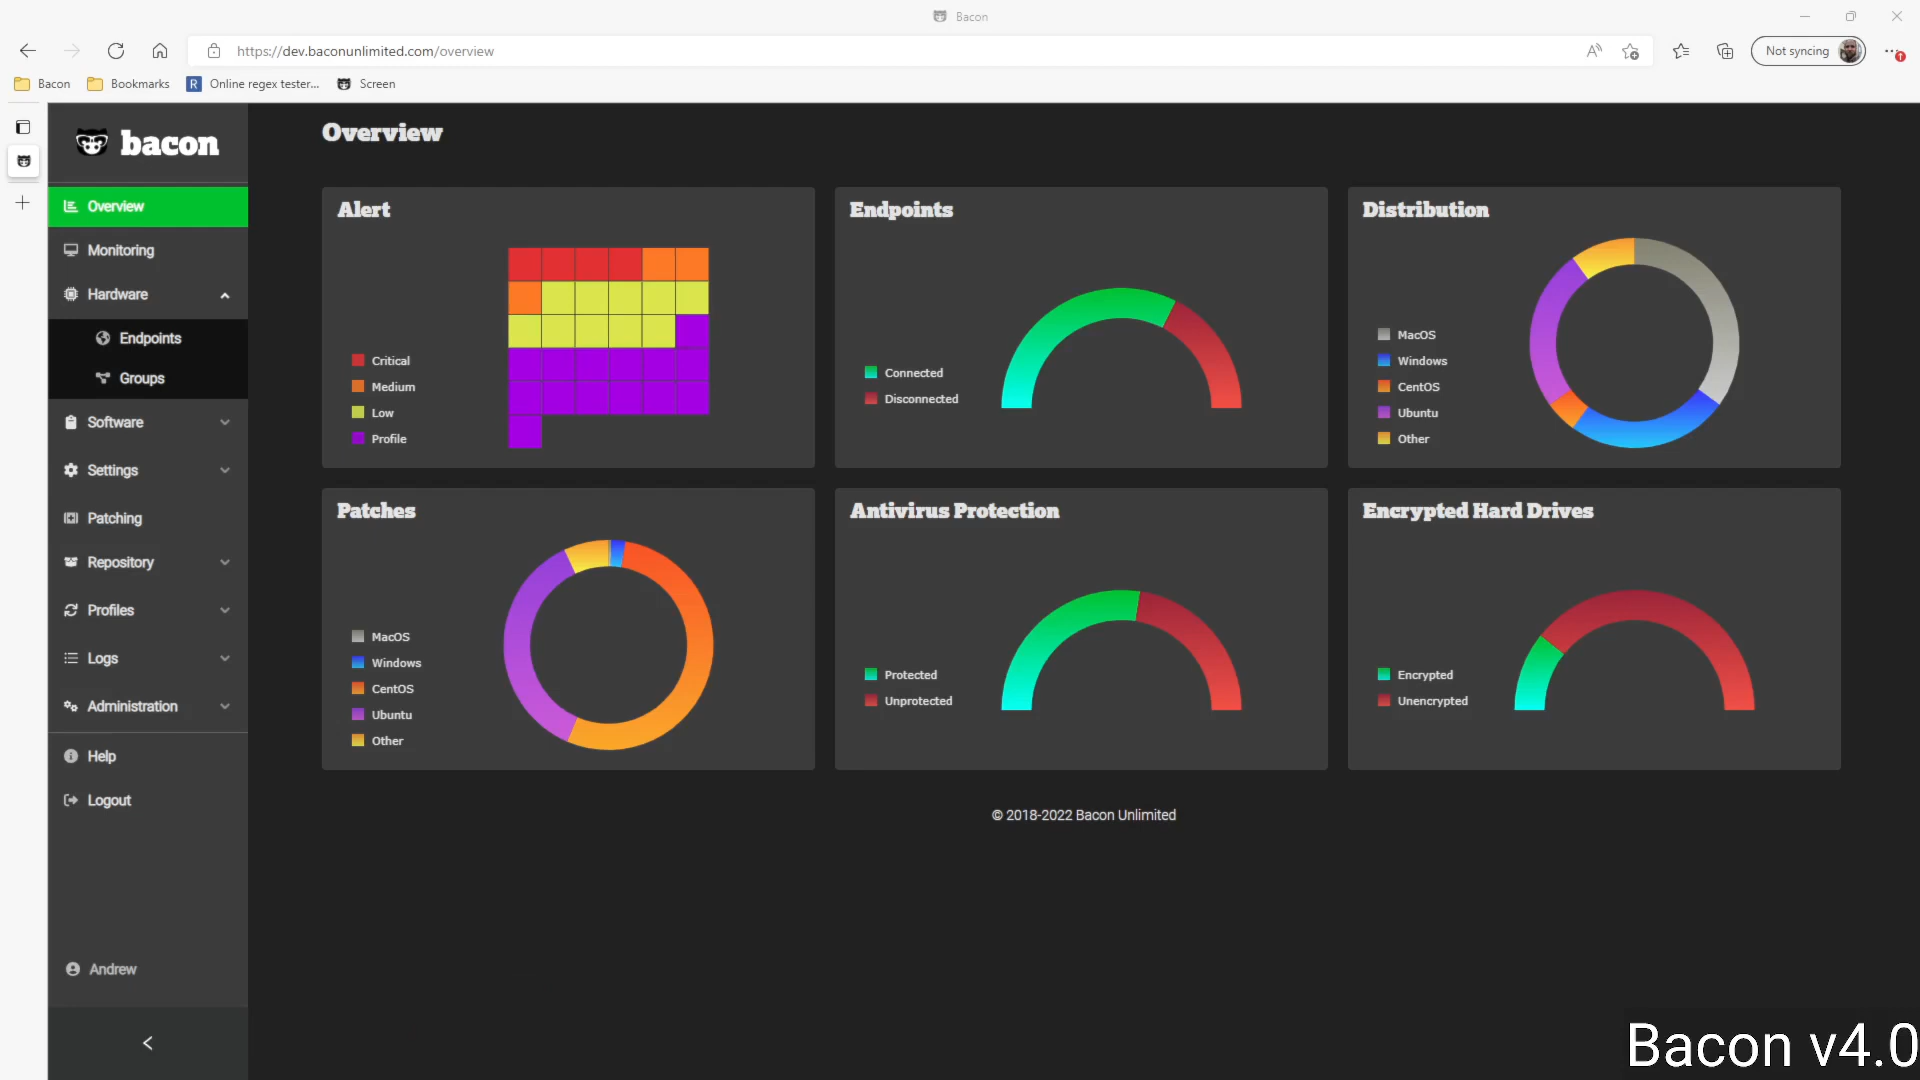 Bacon
https://dev.baconunlimited.com/overview
Not syncing
Bacon
Bookmarks
R
Online regex tester...
Screen
bacon
Overview
Monitoring
Hardware
Endpoints
Groups
Software
Settings
Patching
Repository
Profiles
Logs
Administration
Help
Logout
Andrew
Overview
Alert
Critical
Medium
Low
Profile
Endpoints
Connected
Disconnected
Distribution
MacOS
Windows
CentOS
Ubuntu
Other
Patches
MacOS
Windows
CentOS
Ubuntu
Other
Antivirus Protection
Protected
Unprotected
Encrypted Hard Drives
Encrypted
Unencrypted
© 2018-2022 Bacon Unlimited
Bacon v4.0